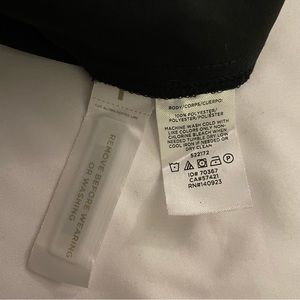 BODY/CORPS/CUERPO:
100% POLYESTER/
POLYESTER/POLIESTER
MACHINE WASH COLD WITH
LIKE COLORS ONLY NON
CHLORINE BLEACH WHEN
NEEDED TUMBLE DRY LOW
COOL IRON IF NEEDED OR
DRY CLEAN
522172
ID# 70367
CA#57421
RN#140923
REMOVE BEFORE WEARING
OR WASHING